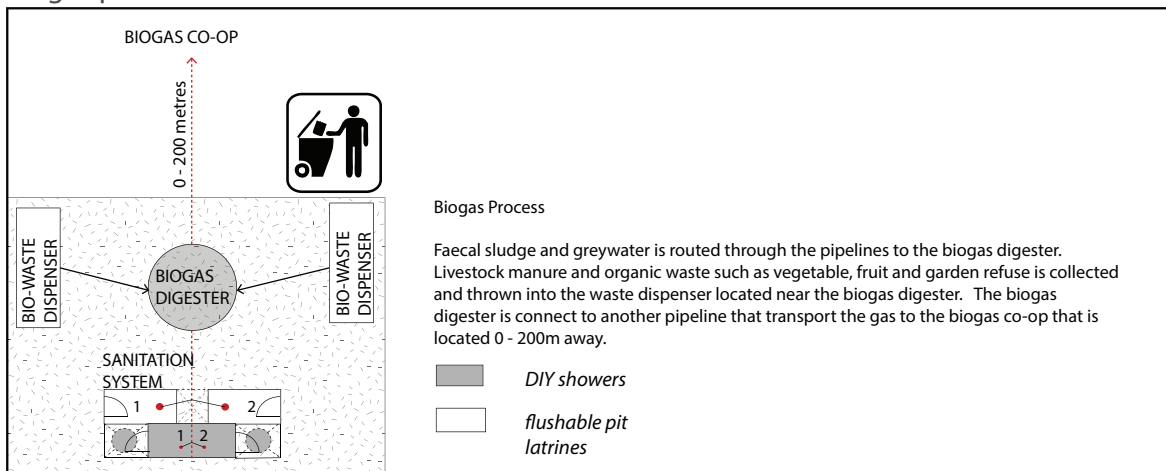 BIOGAS CO-OP
0 - 200 metres
BIO-WASTE
DISPENSER
BIOGAS
DIGESTER
BIO-WASTE
DISPENSER
SANITATION
SYSTEM
1
2
1 2
Biogas Process
Faecal sludge and greywater is routed through the pipelines to the biogas digester.
Livestock manure and organic waste such as vegetable, fruit and garden refuse is collected
and thrown into the waste dispenser located near the biogas digester. The biogas
digester is connect to another pipeline that transport the gas to the biogas co-op that is
located 0 - 200m away.
DIY showers
flushable pit
latrines